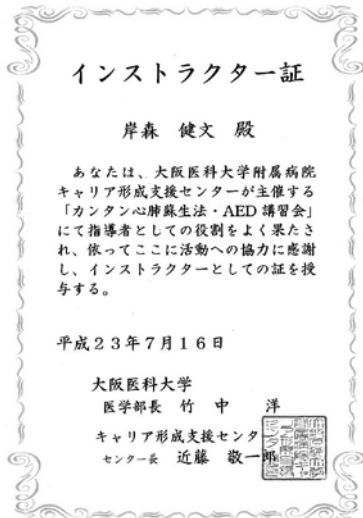 インストラクター証
岸森 健文 殿
あなたは、大阪医科大学附属病院
キャリア形成支援センターが主催する
「カンタン心肺蘇生法・AED 講習会」
にて指導者としての役割をよく果たさ
れ、依ってここに活動への協力に感謝
し、インストラクターとしての証を授
与する。
平成23年7月16日
大阪医科大学
医学部長 竹 中 洋
キャリア形成支援センタ
センター長 近藤 敬一郎